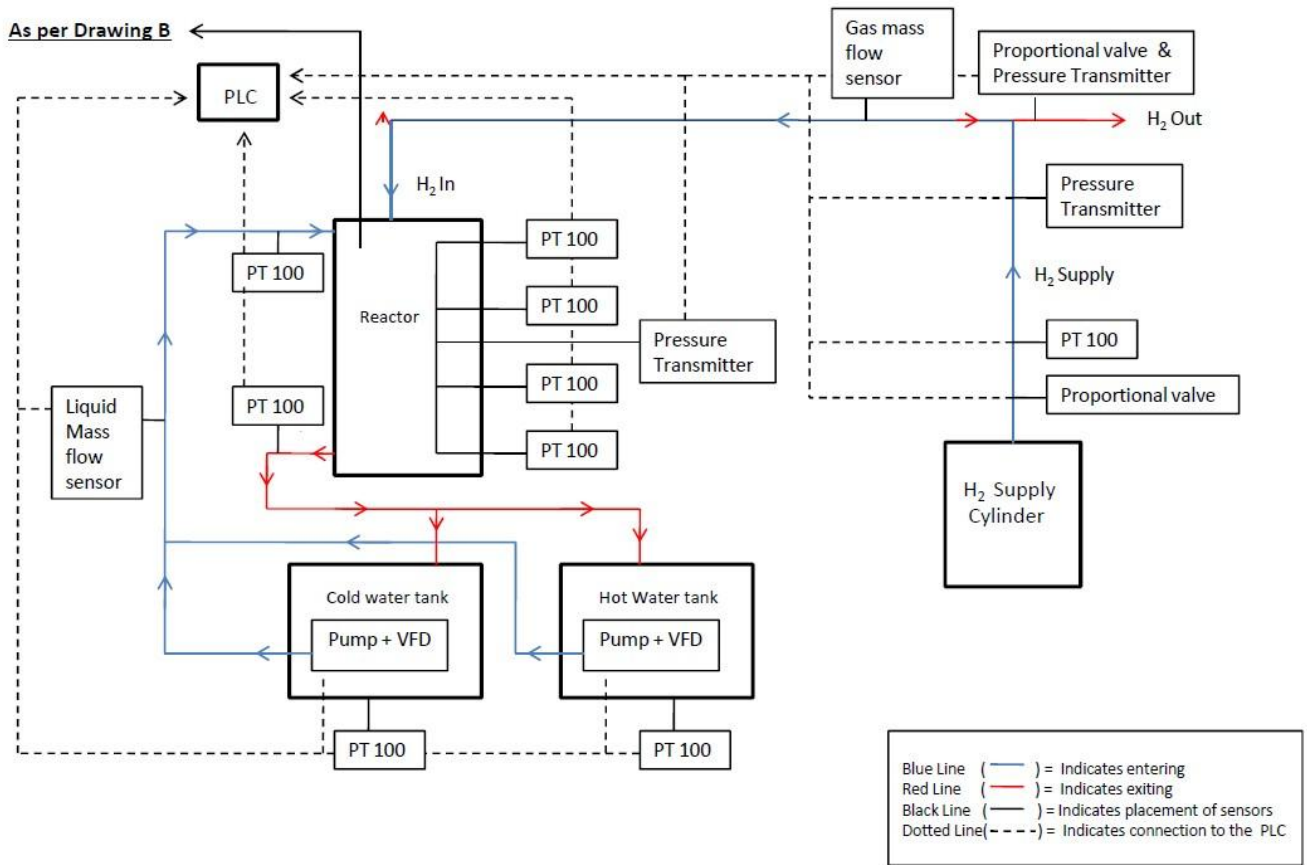 As per Drawing B
PLC
Gas mass
flow
sensor
Proportional valve &
Pressure Transmitter
H₂ Out
H₂ In
Pressure
Transmitter
PT 100
PT 100
Reactor
PT 100
H₂ Supply
Pressure
Transmitter
PT 100
PT 100
Proportional valve
Liquid
Mass
flow
sensor
PT 100
PT 100
H₂ Supply
Cylinder
Cold water tank
Pump + VFD
Hot Water tank
Pump + VFD
PT 100
PT 100
Blue Line ( ) = Indicates entering
Red Line ( ) = Indicates exiting
Black Line ( ) = Indicates placement of sensors
Dotted Line( ) = Indicates connection to the PLC